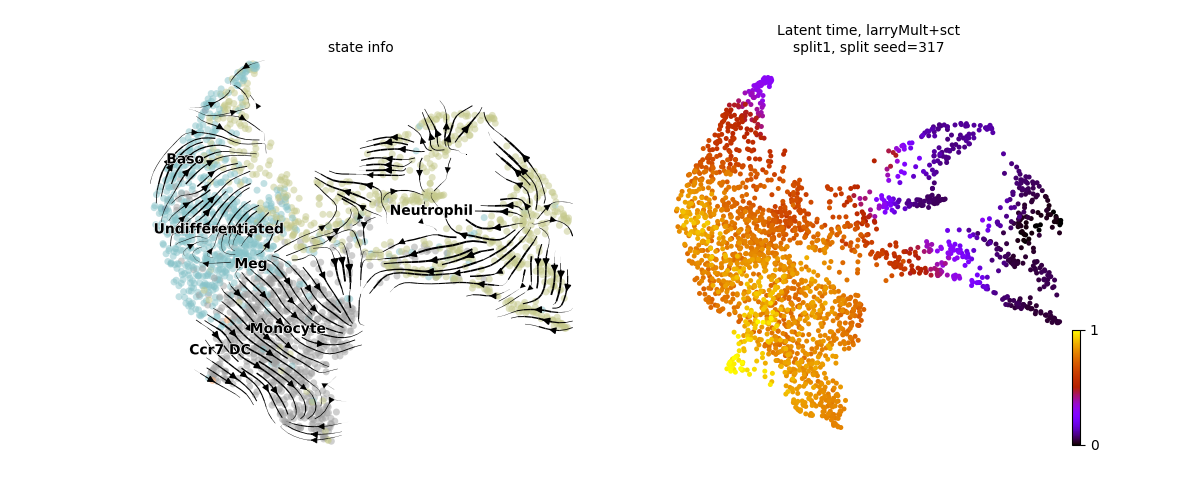 state info
Latent time, larryMult+sct
split1, split seed=317
Baso
Undifferentiated
Neutrophil
Meg
Monocyte
Ccr7 DC
1
0